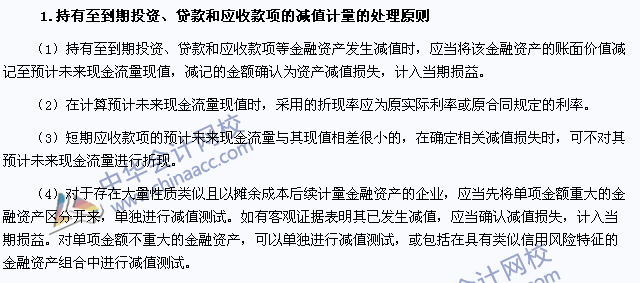 1.持有至到期投资、贷款和应收款项的减值计量的处理原则
（1）持有至到期投资、贷款和应收款项等金融资产发生减值时，应当将该金融资产的账面价值减
记至预计未来现金流量现值，减记的金额确认为资产减值损失，计入当期损益。
（2）在计算预计未来现金流量现值时，采用的折现率应为原实际利率或原合同规定的利率。
（3）短期应收款项的预计未来现金流量与其现值相差很小的，在确定相关减值损失时，可不对其
预计未来现金流量进行折现。
（4）对于存在大量性质类似且以摊余成本后续计量金融资产的企业，应当先将单项金额重大的金
融资产区分开来，单独进行减值测试。如有客观证据表明其已发生减值，应当确认减值损失，计入当
期损益。对单项金额不重大的金融资产，可以单独进行减值测试，或包括在具有类似信用风险特征的
金融资产组合中进行减值测试。
中华会计网校
www.chinaacc.com
会计网校